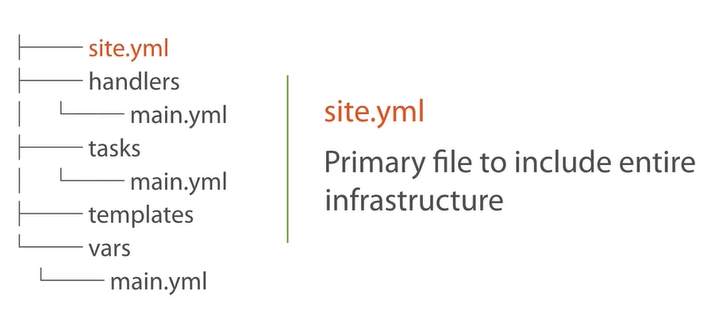 site.yml
handlers
main.yml
tasks
main.yml
templates
vars
main.yml
site.yml
Primary file to include entire
infrastructure